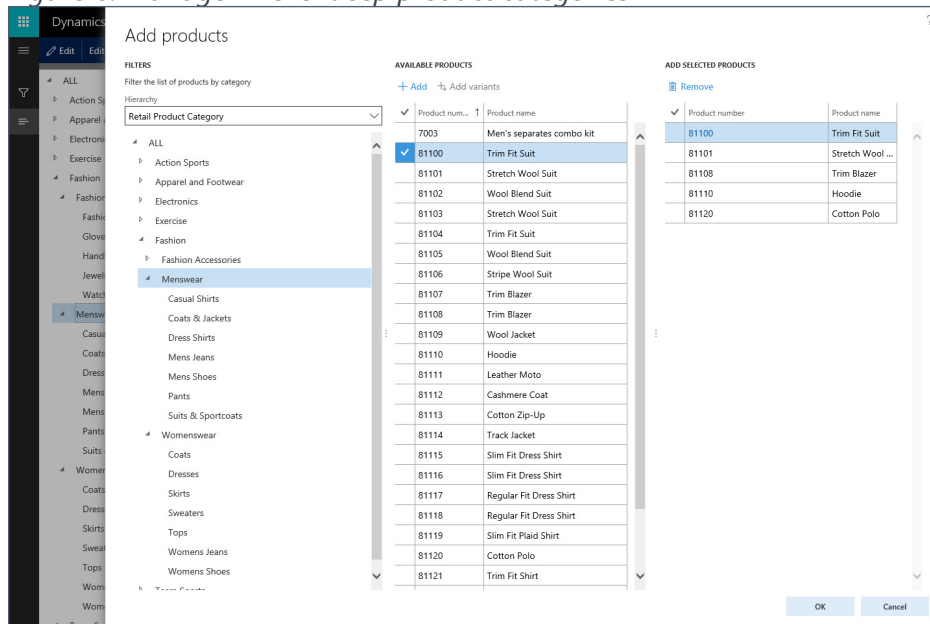 Dynamics
Edit
Edit
ALL
Action Sp
Apparel
Electroni
Exercise
Fashion
Fashion
Fashio
Glove
Hand
Jewel
Watc
Mensw
Casua
Coats
Dress
Mens
Mens
Pants
Suits
Women
Coats
Dress
Skirts
Sweat
Tops
Wom
Wom
Add products
FILTERS
Filter the list of products by category
Hierarchy
Retail Product Category
ALL
Action Sports
Apparel and Footwear
Electronics
Exercise
Fashion
Fashion Accessories
Menswear
Casual Shirts
Coats & Jackets
Dress Shirts
Mens Jeans
Mens Shoes
Pants
Suits & Sportcoats
Womenswear
Coats
Dresses
Skirts
Sweaters
Tops
Womens Jeans
Womens Shoes
Team Sports
AVAILABLE PRODUCTS
+ Add Add variants
Product num... ↑ Product name
7003 Men's separates combo kit
81100 Trim Fit Suit
81101 Stretch Wool Suit
81102 Wool Blend Suit
81103 Stretch Wool Suit
81104 Trim Fit Suit
81105 Wool Blend Suit
81106 Stripe Wool Suit
81107 Trim Blazer
81108 Trim Blazer
81109 Wool Jacket
81110 Hoodie
81111 Leather Moto
81112 Cashmere Coat
81113 Cotton Zip-Up
81114 Track Jacket
81115 Slim Fit Dress Shirt
81116 Slim Fit Dress Shirt
81117 Regular Fit Dress Shirt
81118 Regular Fit Dress Shirt
81119 Slim Fit Plaid Shirt
81120 Cotton Polo
81121 Trim Fit Shirt
ADD SELECTED PRODUCTS
Remove
Product number Product name
81100 Trim Fit Suit
81101 Stretch Wool ...
81108 Trim Blazer
81110 Hoodie
81120 Cotton Polo
OK Cancel